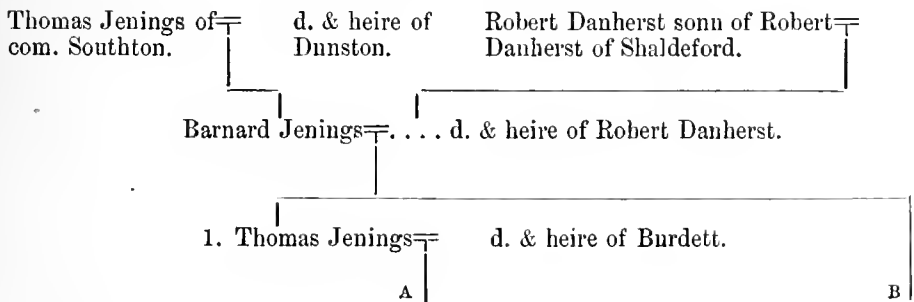 Thomas Jenings of d. & heire of Robert Danherst sonn of Robert
com. Southton. Dunston. Danherst of Shaldeford.
Barnard Jenings . . . . d. & heire of Robert Danherst.
1. Thomas Jenings d. & heire of Burdett.
A B